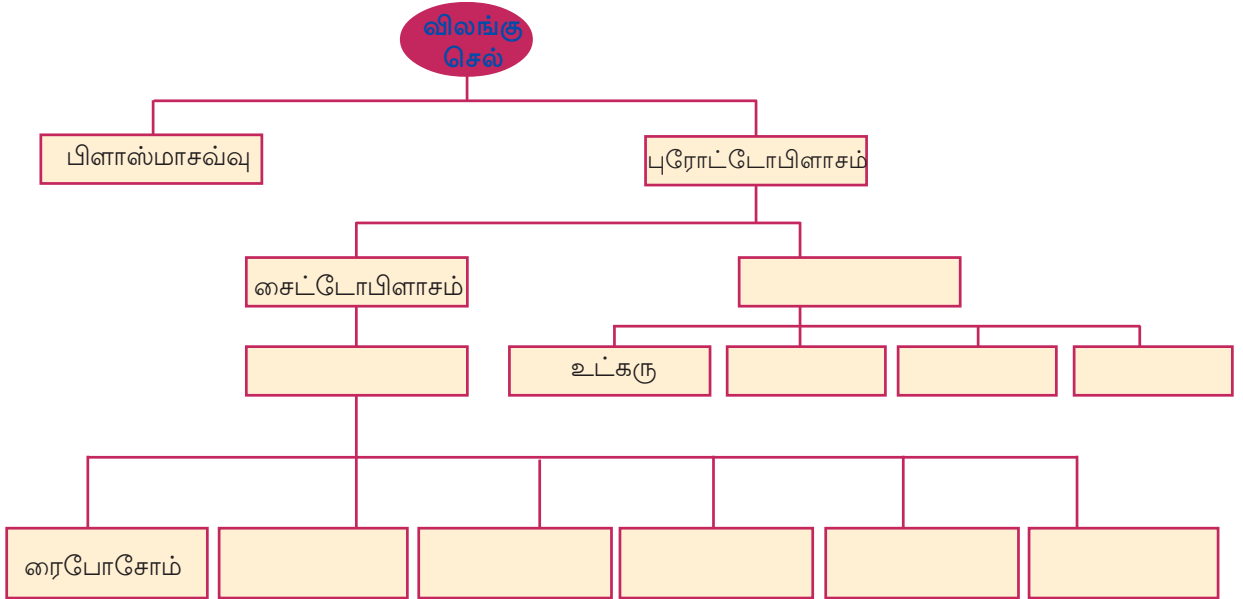 விலங்கு
செல்
பிளாஸ்மாசவ்வு
புரோட்டோபிளாசம்
சைட்டோபிளாசம்
உட்கரு
ரைபோசோம்